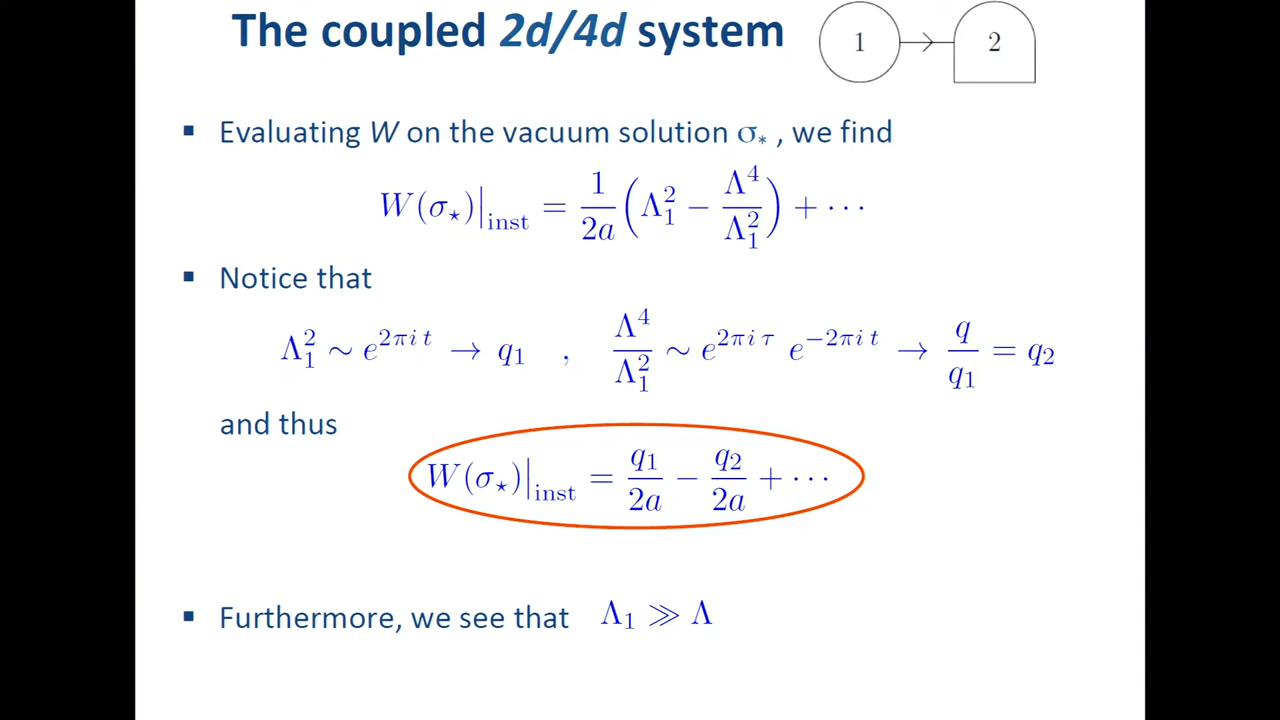 The coupled 2d/4d system
1 2
▪ Evaluating W on the vacuum solution σ* , we find
W(σ⋆)|inst = 1/2a (Λ₁² − Λ⁴/Λ₁²) + ⋯
▪ Notice that
Λ₁² ∼ e^{2πi t} → q₁ , Λ⁴/Λ₁² ∼ e^{2πi τ} e^{−2πi t} → q/q₁ = q₂
and thus
W(σ⋆)|inst = q₁/2a − q₂/2a + ⋯
▪ Furthermore, we see that Λ₁ ≫ Λ